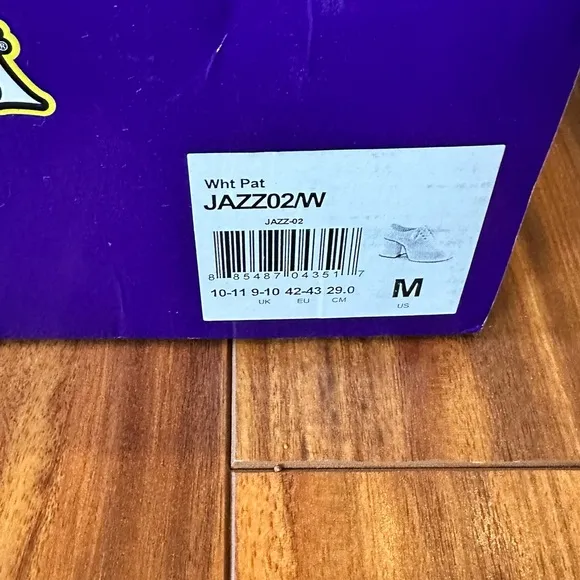 ®
Wht Pat
JAZZ02/W
JAZZ-02
8 85487 04351 7
10-11 9-10 42-43 29.0 M
UK EU CM US